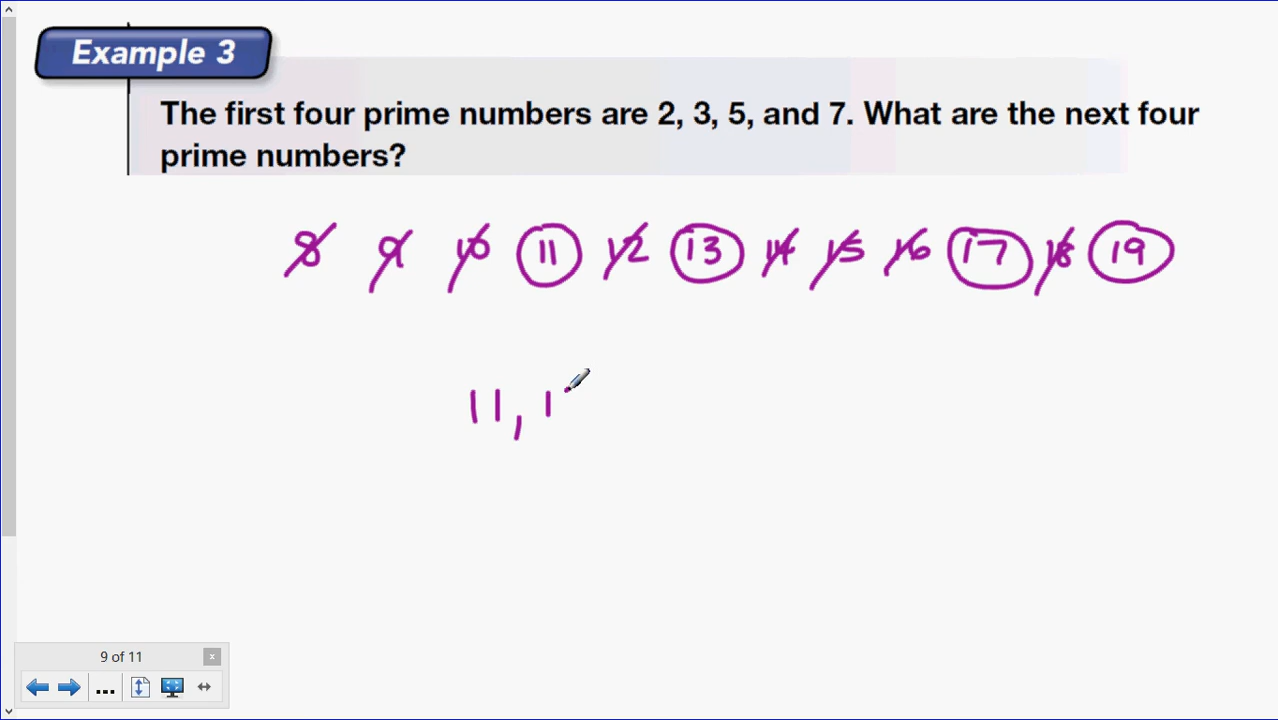 Example 3
The first four prime numbers are 2, 3, 5, and 7. What are the next four
prime numbers?
8 9 10 11 12 13 14 15 16 17 18 19
11, 1
9 of 11